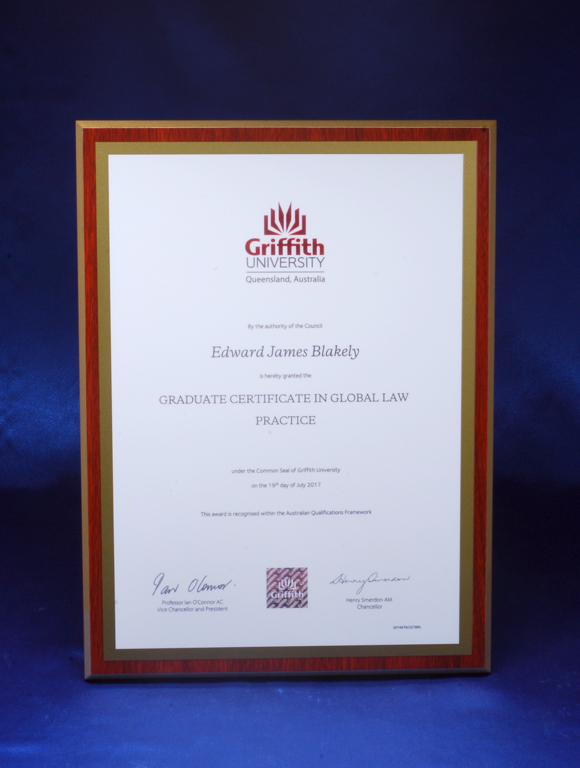 Griffith
UNIVERSITY
Queensland, Australia
By the authority of the Council
Edward James Blakely
is hereby granted the
GRADUATE CERTIFICATE IN GLOBAL LAW
PRACTICE
under the Common Seal of Griffith University
on the 19th day of July 2017
This award is recognised within the Australian Qualifications Framework
Ian O'Connor
Griffith
Professor Ian O'Connor AC
Vice Chancellor and President
Henry Smerdon AM
Chancellor